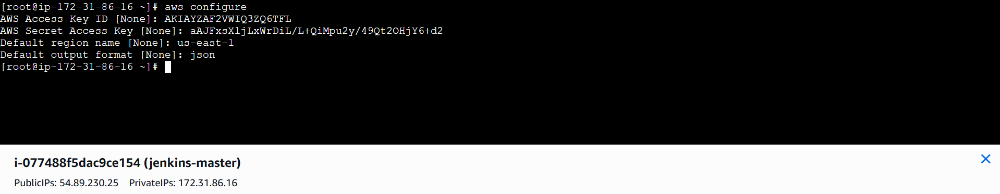 [root@ip-172-31-86-16 ~]# aws configure
AWS Access Key ID [None]: AKIAYZAF2VWIQ3ZQ6TFL
AWS Secret Access Key [None]: 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
Default region name [None]: us-east-1
Default output format [None]: json
[root@ip-172-31-86-16 ~]#
i-077488f5dac9ce154 (jenkins-master)
PublicIPs: 54.89.230.25 PrivateIPs: 172.31.86.16